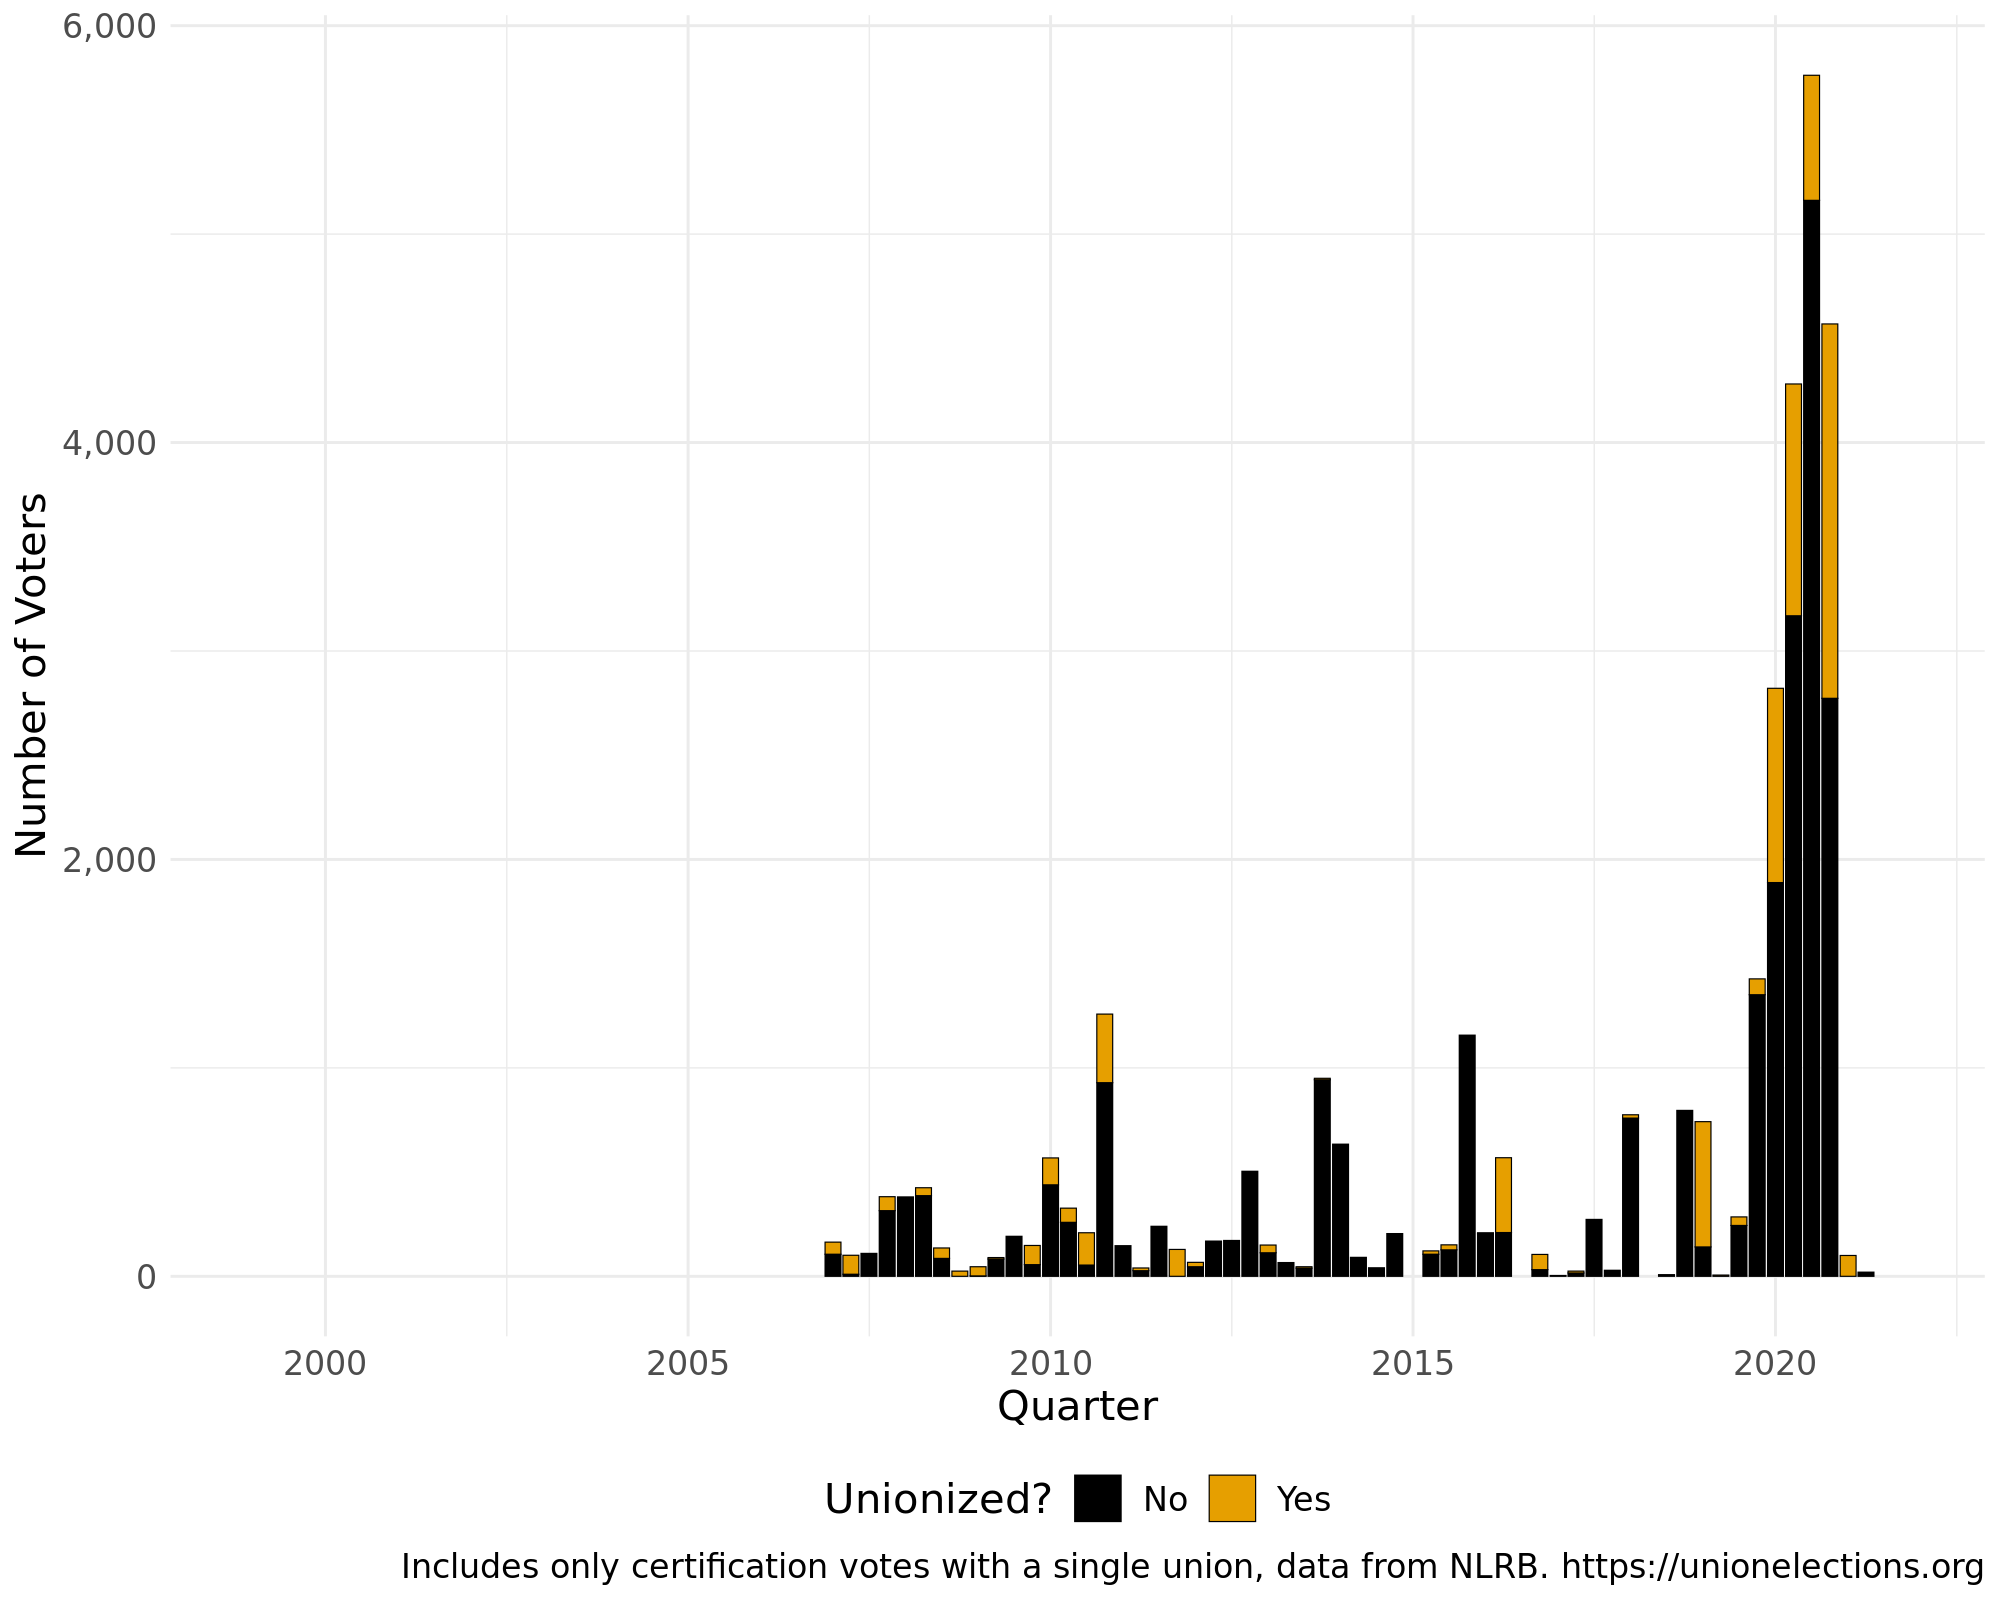 6,000
4,000
2,000
0
Number of Voters
2000 2005 2010 2015 2020
Quarter
Unionized? No Yes
Includes only certification votes with a single union, data from NLRB. https://unionelections.org